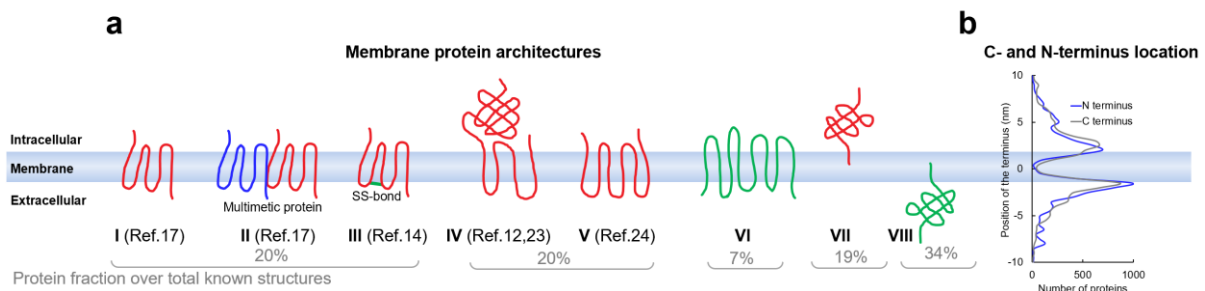 a
Membrane protein architectures
Intracellular
Membrane
Extracellular
Multimetic protein
SS-bond
I (Ref.17)
II (Ref.17)
III (Ref.14)
IV (Ref.12,23)
V (Ref.24)
VI
VII
VIII
20%
20%
7%
19%
34%
Protein fraction over total known structures
b
C- and N-terminus location
Position of the terminus (nm)
10
5
0
-5
-10
N terminus
C terminus
0
500
1000
Number of proteins